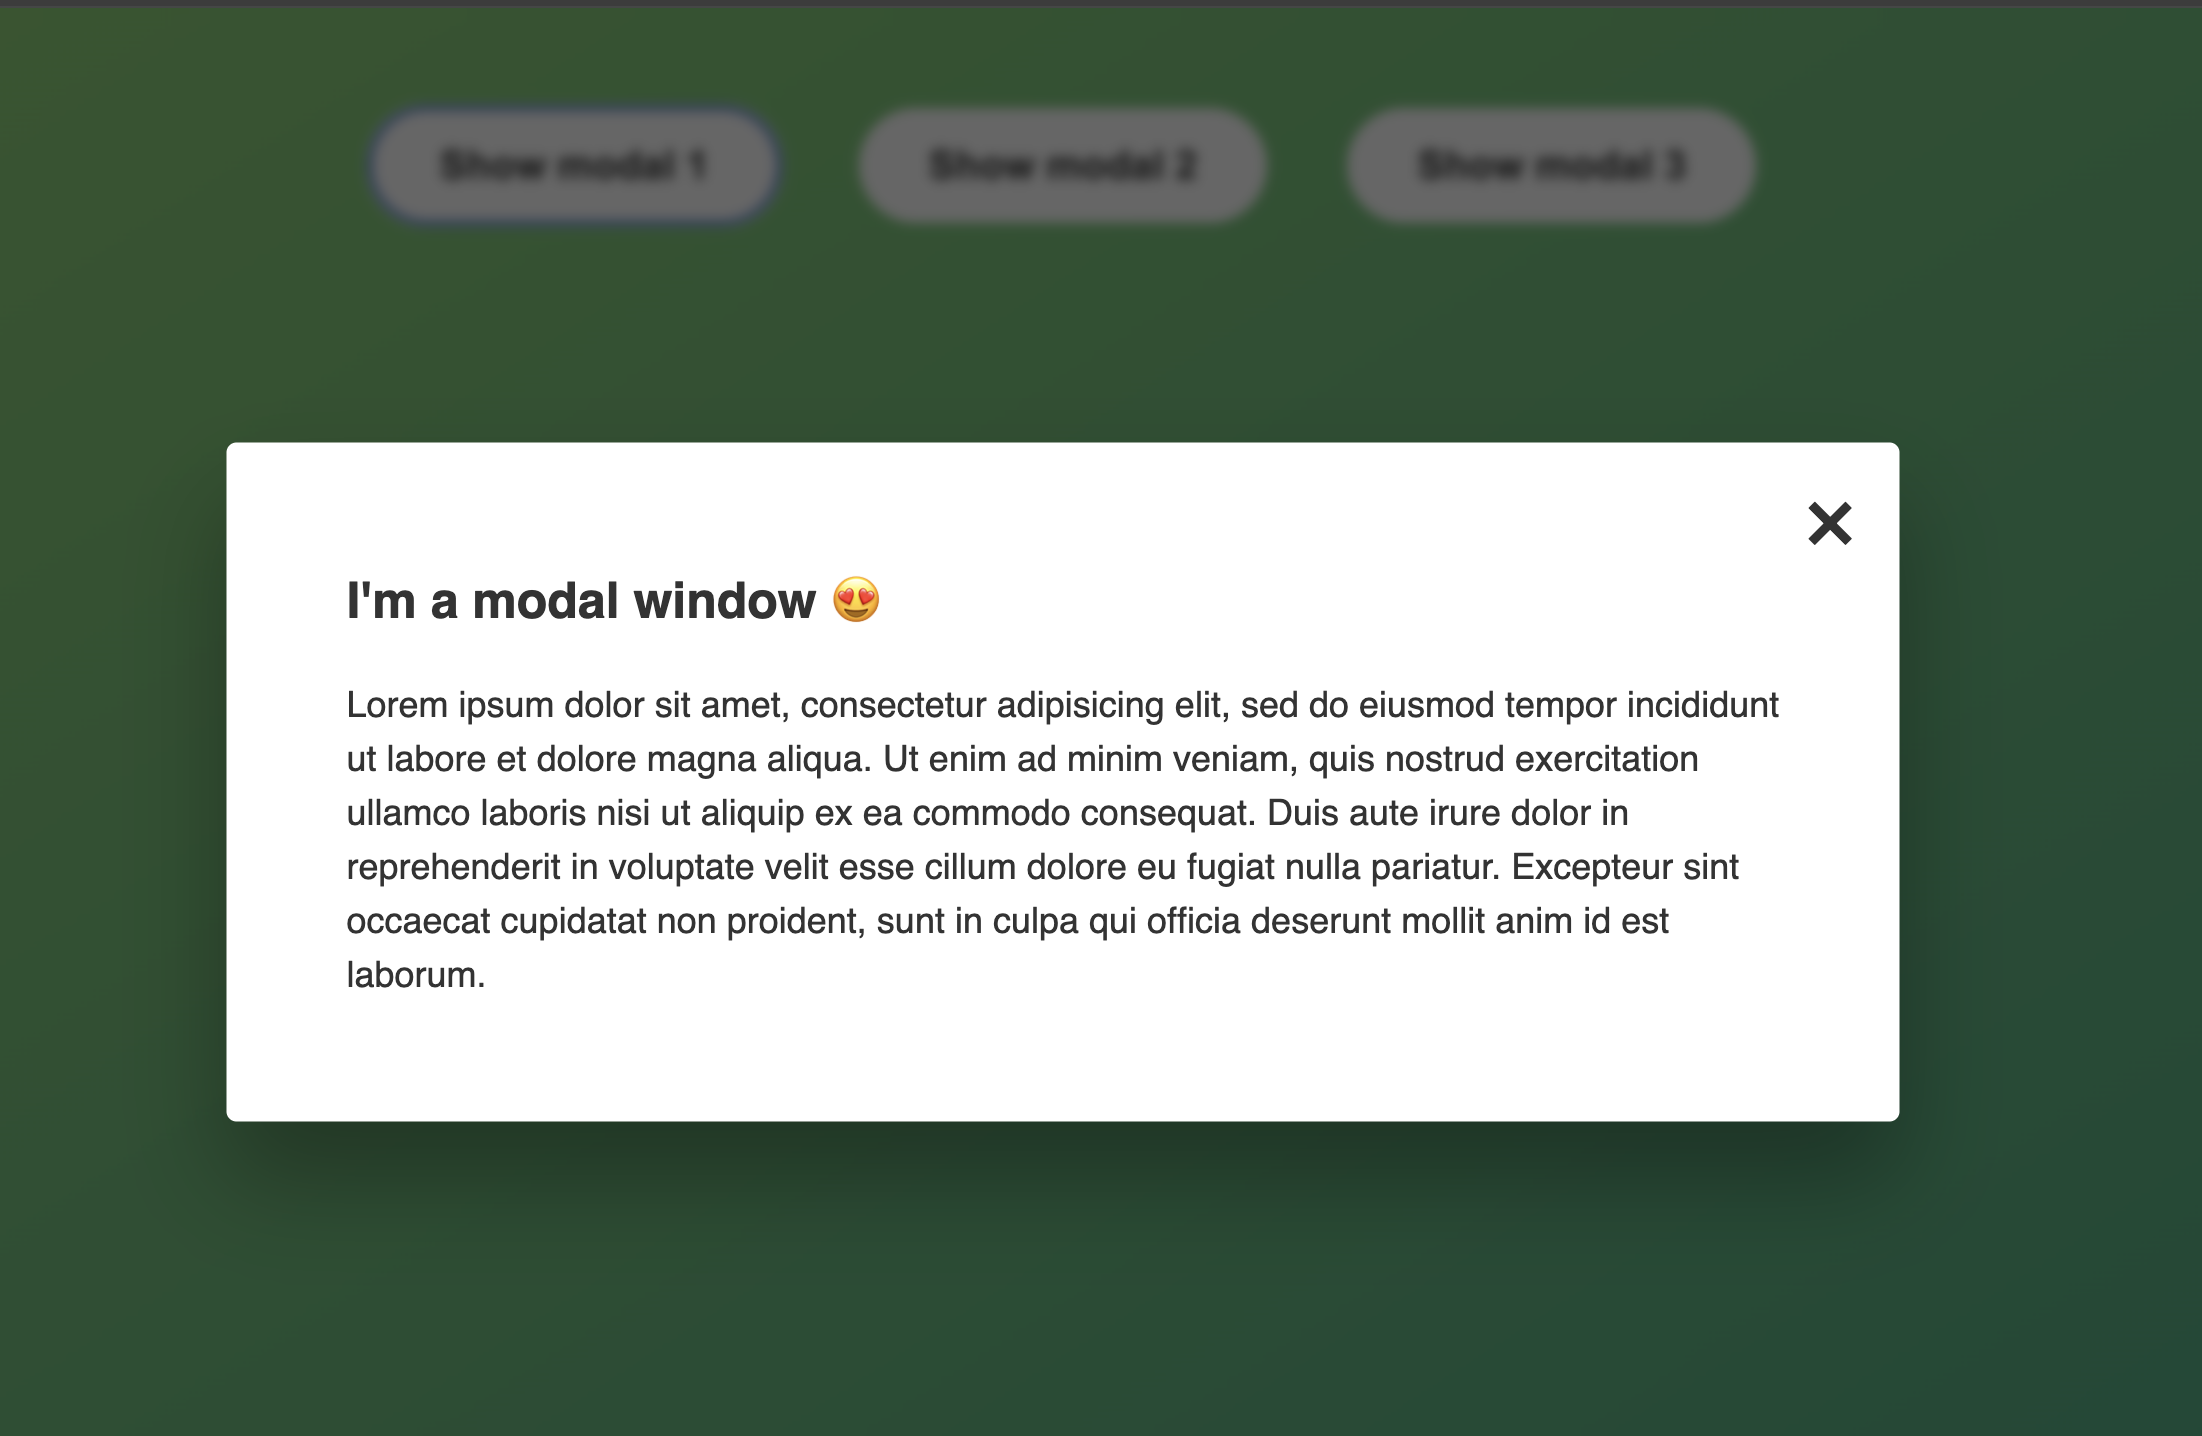 Show modal 1 Show modal 2 Show modal 3
✕
I'm a modal window 😍
Lorem ipsum dolor sit amet, consectetur adipisicing elit, sed do eiusmod tempor incididunt
ut labore et dolore magna aliqua. Ut enim ad minim veniam, quis nostrud exercitation
ullamco laboris nisi ut aliquip ex ea commodo consequat. Duis aute irure dolor in
reprehenderit in voluptate velit esse cillum dolore eu fugiat nulla pariatur. Excepteur sint
occaecat cupidatat non proident, sunt in culpa qui officia deserunt mollit anim id est
laborum.